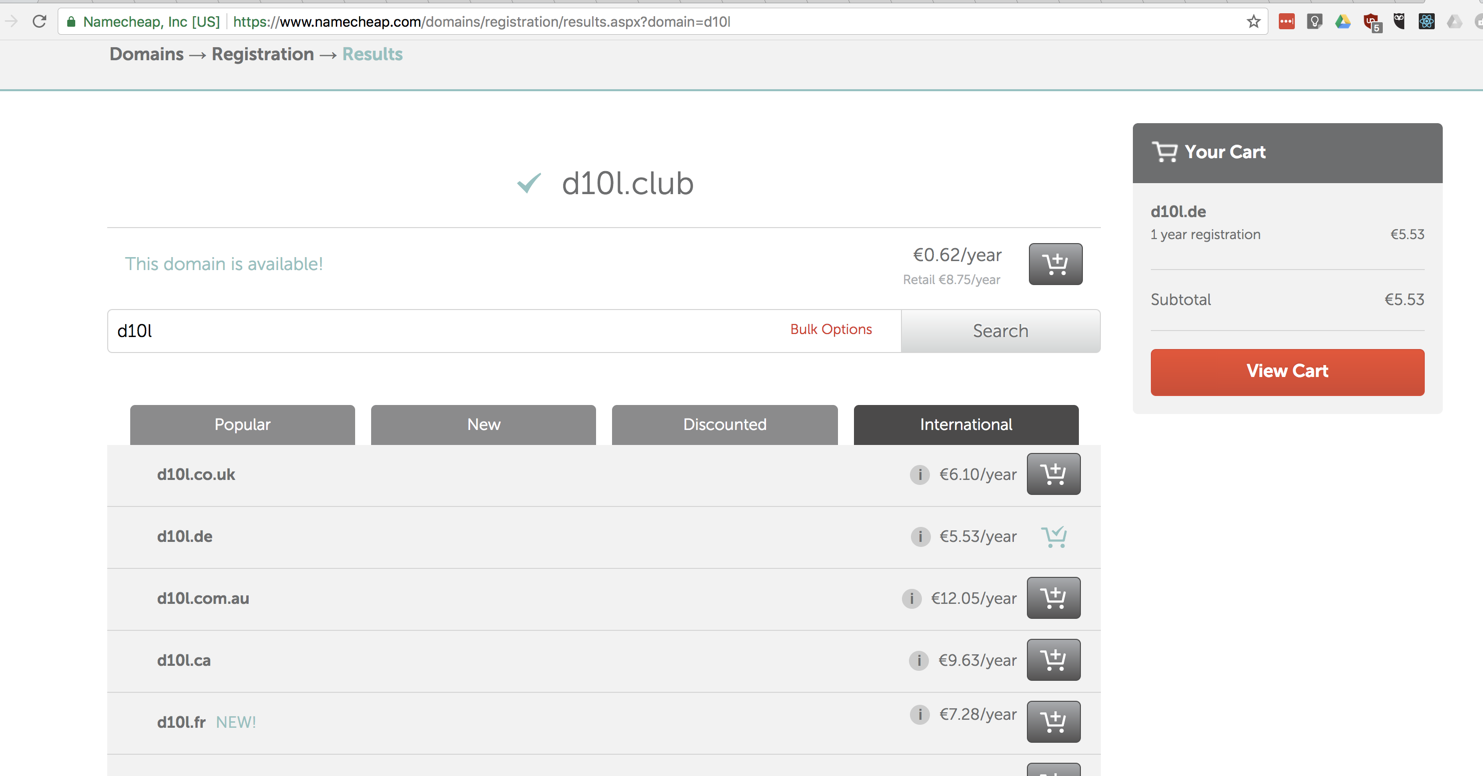 Namecheap, Inc [US] https://www.namecheap.com/domains/registration/results.aspx?domain=d10l
5
Domains → Registration → Results
Your Cart
d10l.club
d10l.de
1 year registration €5.53
This domain is available!
€0.62/year
Retail €8.75/year
Subtotal €5.53
d10l Bulk Options Search
View Cart
Popular New Discounted International
d10l.co.uk i €6.10/year
d10l.de i €5.53/year
d10l.com.au i €12.05/year
d10l.ca i €9.63/year
d10l.fr NEW! i €7.28/year